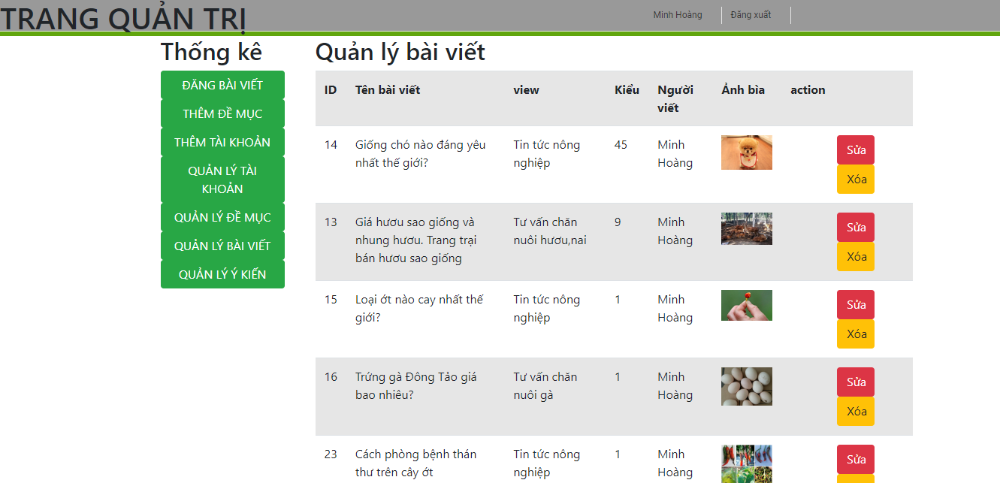 TRANG QUẢN TRỊ
Minh Hoàng
Đăng xuất
Thống kê
ĐĂNG BÀI VIẾT
THÊM ĐỀ MỤC
THÊM TÀI KHOẢN
QUẢN LÝ TÀI
KHOẢN
QUẢN LÝ ĐỀ MỤC
QUẢN LÝ BÀI VIẾT
QUẢN LÝ Ý KIẾN
Quản lý bài viết
ID Tên bài viết view Kiểu Người Ảnh bìa action
viết
14 Giống chó nào đáng yêu Tin tức nông 45 Minh Sửa
nhất thế giới? nghiệp Hoàng
Xóa
13 Giá hươu sao giống và Tư vấn chăn 9 Minh Sửa
nhung hươu. Trang trại nuôi hươu,nai Hoàng
bán hươu sao giống Xóa
15 Loại ớt nào cay nhất thế Tin tức nông 1 Minh Sửa
giới? nghiệp Hoàng
Xóa
16 Trứng gà Đông Tảo giá Tư vấn chăn 1 Minh Sửa
bao nhiêu? nuôi gà Hoàng
Xóa
23 Cách phòng bệnh thán Tin tức nông 1 Minh Sửa
thư trên cây ớt nghiệp Hoàng